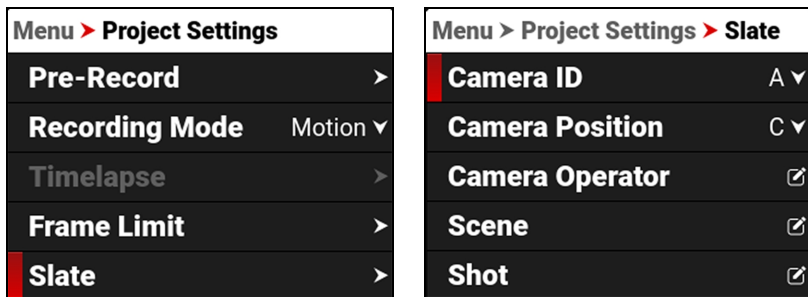 Menu > Project Settings
Pre-Record
Recording Mode Motion
Timelapse
Frame Limit
Slate
Menu > Project Settings > Slate
Camera ID A
Camera Position C
Camera Operator
Scene
Shot